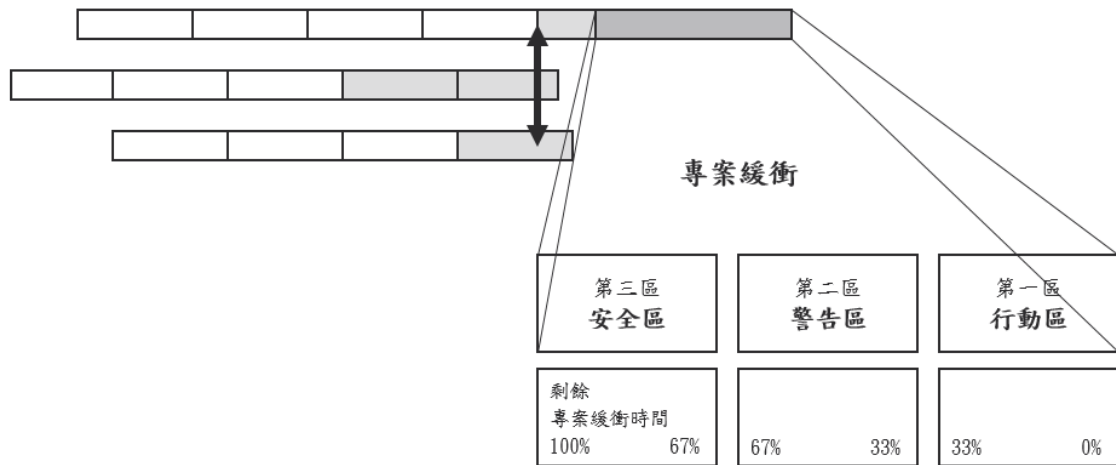 專案緩衝
第三區
安全區
第二區
警告區
第一區
行動區
剩餘
專案緩衝時間
100% 67%
67% 33%
33% 0%